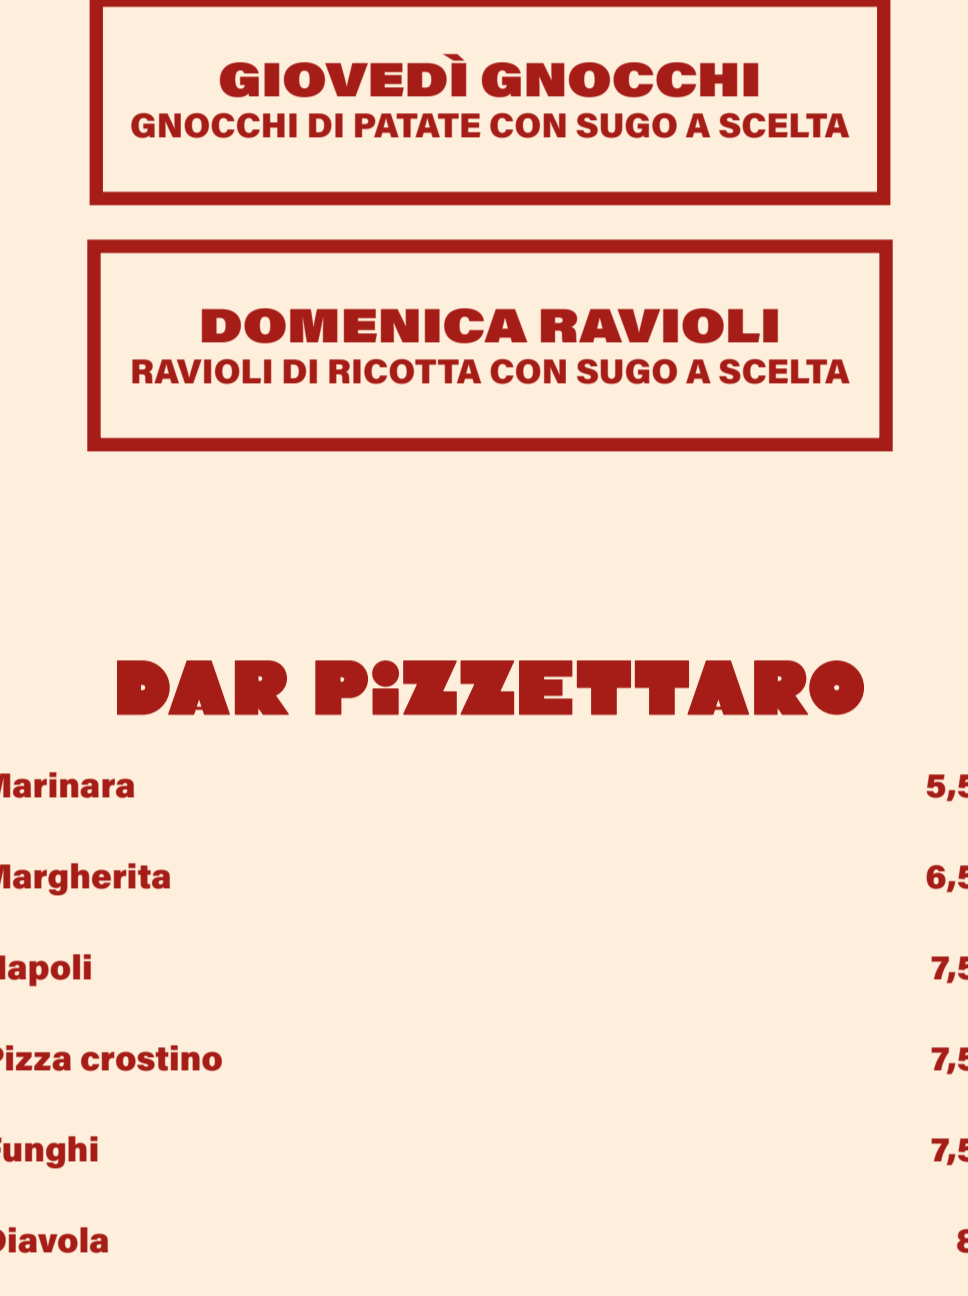 GIOVEDÌ GNOCCHI
GNOCCHI DI PATATE CON SUGO A SCELTA
DOMENICA RAVIOLI
RAVIOLI DI RICOTTA CON SUGO A SCELTA
DAR PiZZETTARO
Marinara 5,5
Margherita 6,5
Napoli 7,5
Pizza crostino 7,5
Funghi 7,5
Diavola 8